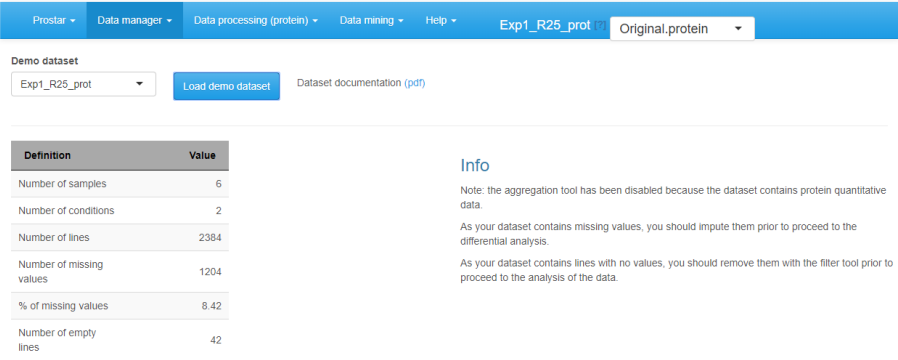 Prostar Data manager Data processing (protein) Data mining Help Exp1_R25_prot [?] Original.protein
Demo dataset
Exp1_R25_prot Load demo dataset Dataset documentation (pdf)
Definition Value
Number of samples 6
Number of conditions 2
Number of lines 2384
Number of missing
values 1204
% of missing values 8.42
Number of empty
lines 42
Info
Note: the aggregation tool has been disabled because the dataset contains protein quantitative
data.
As your dataset contains missing values, you should impute them prior to proceed to the
differential analysis.
As your dataset contains lines with no values, you should remove them with the filter tool prior to
proceed to the analysis of the data.